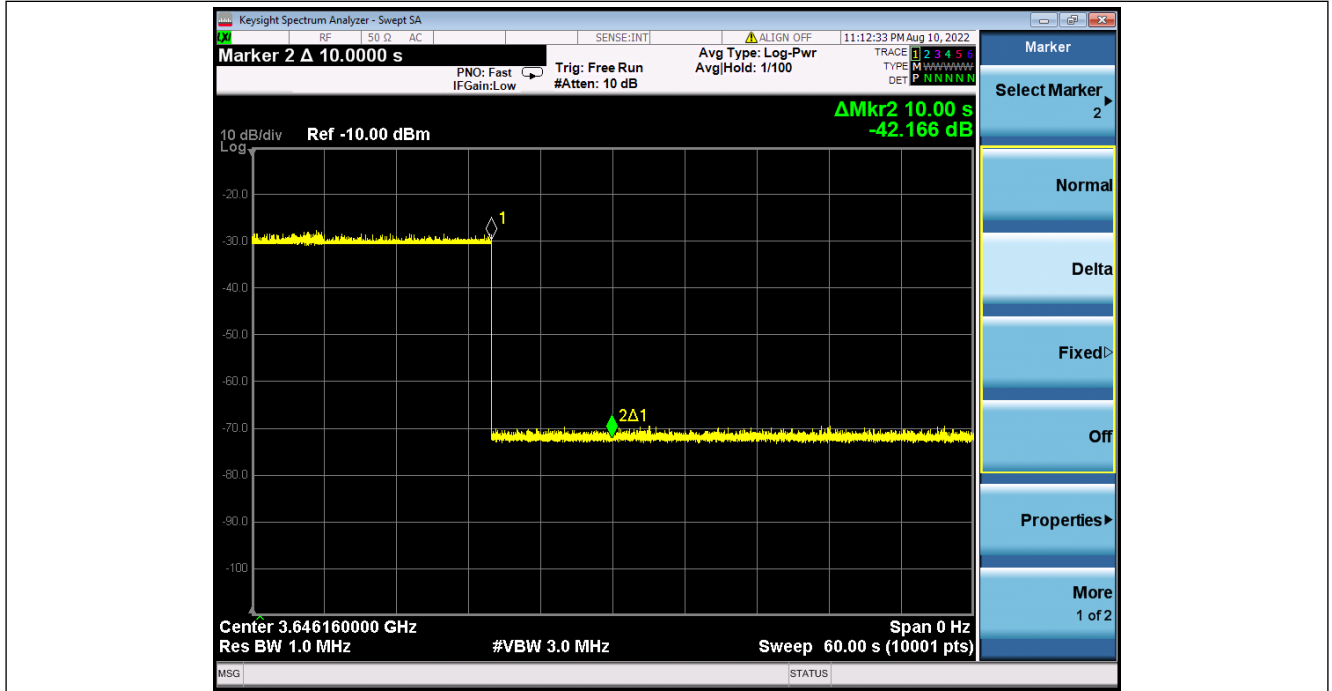 Keysight Spectrum Analyzer - Swept SA
LXI RF 50 Ω AC SENSE:INT ALIGN OFF 11:12:33 PM Aug 10, 2022
Marker 2 Δ 10.0000 s
PNO: Fast
IFGain:Low
Trig: Free Run
#Atten: 10 dB
Avg Type: Log-Pwr
Avg|Hold: 1/100
TRACE 1 2 3 4 5 6
TYPE M WWWWW
DET P N N N N N
ΔMkr2 10.00 s
-42.166 dB
10 dB/div Ref -10.00 dBm
Log
-20.0
-30.0
-40.0
-50.0
-60.0
-70.0
-80.0
-90.0
-100
1
2Δ1
Center 3.646160000 GHz Span 0 Hz
Res BW 1.0 MHz #VBW 3.0 MHz Sweep 60.00 s (10001 pts)
MSG STATUS
Marker
Select Marker
2
Normal
Delta
Fixed
Off
Properties
More
1 of 2